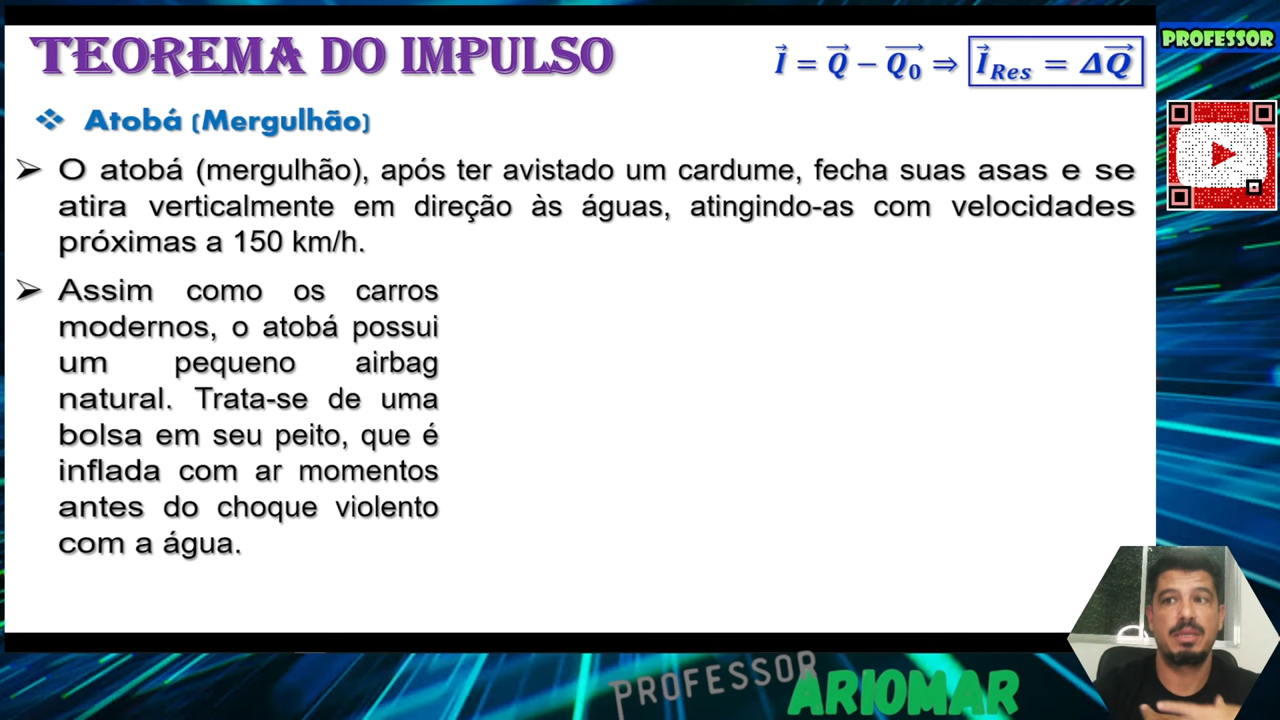 TEOREMA DO IMPULSO
I⃗ = Q⃗ − Q₀⃗ ⇒ I⃗Res = ΔQ⃗
PROFESSOR
❖ Atobá (Mergulhão)
➢ O atobá (mergulhão), após ter avistado um cardume, fecha suas asas e se
atira verticalmente em direção às águas, atingindo-as com velocidades
próximas a 150 km/h.
➢ Assim como os carros
modernos, o atobá possui
um pequeno airbag
natural. Trata-se de uma
bolsa em seu peito, que é
inflada com ar momentos
antes do choque violento
com a água.
PROFESSOR
ARIOMAR